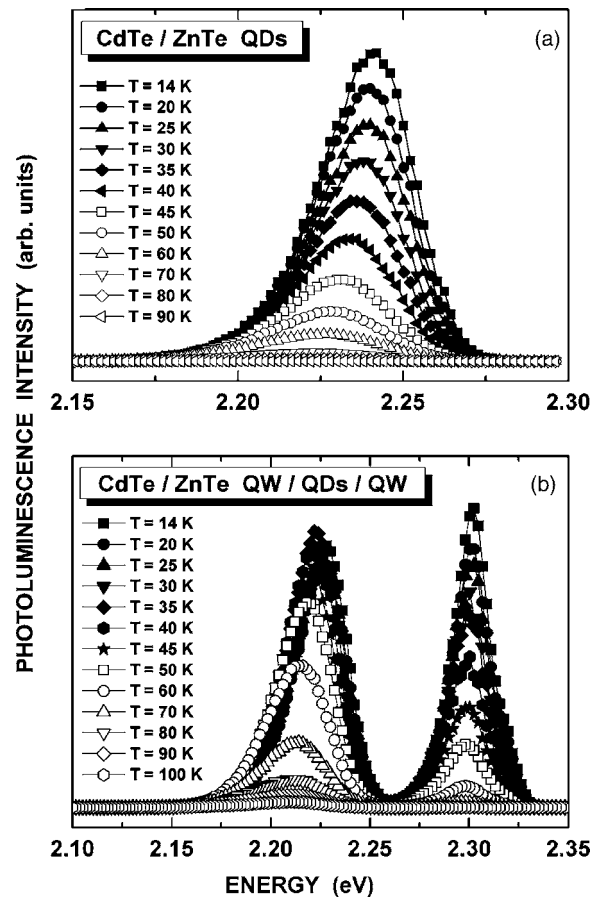 (a)
CdTe / ZnTe QDs
T = 14 K
T = 20 K
T = 25 K
T = 30 K
T = 35 K
T = 40 K
T = 45 K
T = 50 K
T = 60 K
T = 70 K
T = 80 K
T = 90 K
2.15 2.20 2.25 2.30
PHOTOLUMINESCENCE INTENSITY (arb. units)
(b)
CdTe / ZnTe QW / QDs / QW
T = 14 K
T = 20 K
T = 25 K
T = 30 K
T = 35 K
T = 40 K
T = 45 K
T = 50 K
T = 60 K
T = 70 K
T = 80 K
T = 90 K
T = 100 K
2.10 2.15 2.20 2.25 2.30 2.35
ENERGY (eV)